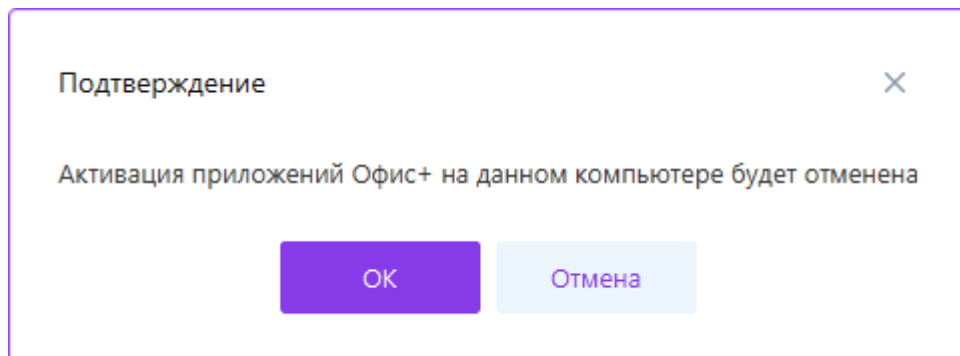 Подтверждение
Активация приложений Офис+ на данном компьютере будет отменена
ОК
Отмена